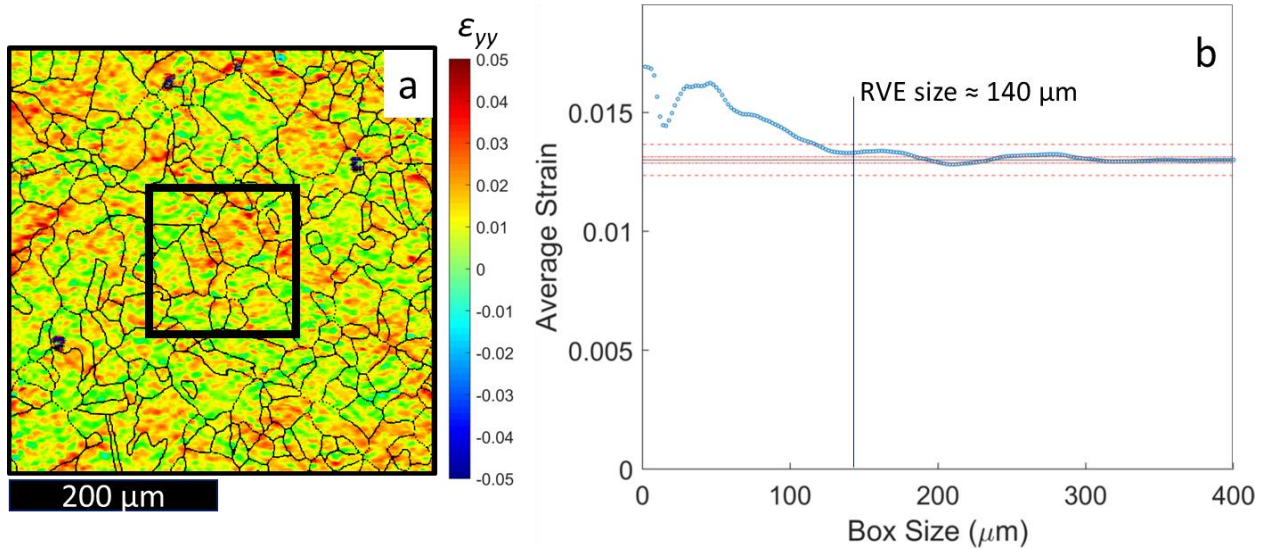 εyy
a
0.05
0.04
0.03
0.02
0.01
0
-0.01
-0.02
-0.03
-0.04
-0.05
200 µm
b
RVE size ≈ 140 µm
Average Strain
0.015
0.01
0.005
0
0
100
200
300
400
Box Size (μm)